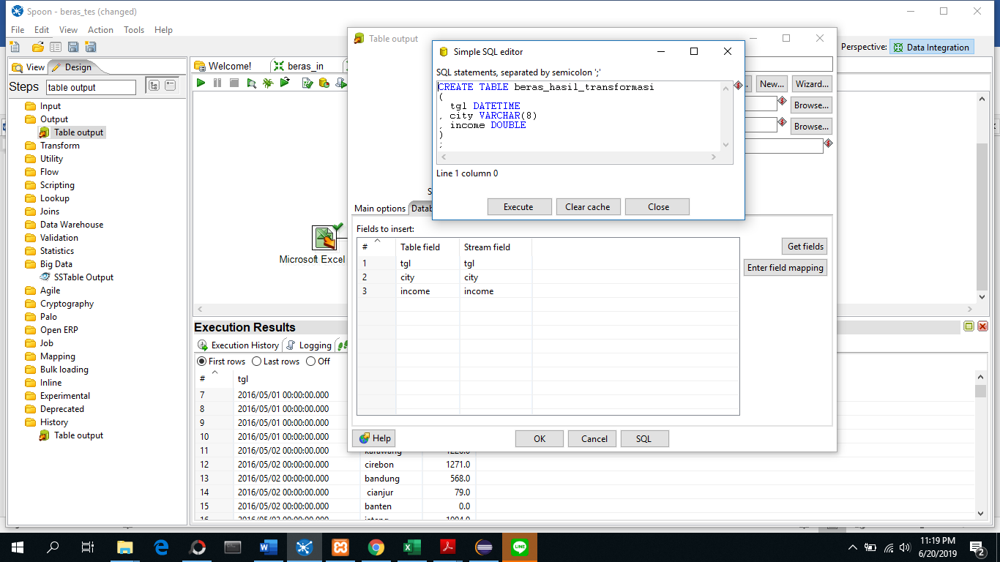 Spoon - beras_tes (changed)
File Edit View Action Tools Help
Perspective: Data Integration
View Design
Steps table output
Input
Output
Table output
Transform
Utility
Flow
Scripting
Lookup
Joins
Data Warehouse
Validation
Statistics
Big Data
SSTable Output
Agile
Cryptography
Palo
Open ERP
Job
Mapping
Bulk loading
Inline
Experimental
Deprecated
History
Table output
Welcome! beras_in
Microsoft Excel
Table output
New... Wizard...
Browse...
Browse...
Simple SQL editor
SQL statements, separated by semicolon ';'
CREATE TABLE beras_hasil_transformasi
(
tgl DATETIME
, city VARCHAR(8)
, income DOUBLE
)
;
Line 1 column 0
Execute Clear cache Close
Main options
Fields to insert:
# Table field Stream field
1 tgl tgl
2 city city
3 income income
Get fields
Enter field mapping
Help OK Cancel SQL
Execution Results
Execution History Logging
First rows Last rows Off
# tgl
7 2016/05/01 00:00:00.000
8 2016/05/01 00:00:00.000
9 2016/05/01 00:00:00.000
10 2016/05/01 00:00:00.000
11 2016/05/02 00:00:00.000 karawang 1220.0
12 2016/05/02 00:00:00.000 cirebon 1271.0
13 2016/05/02 00:00:00.000 bandung 568.0
14 2016/05/02 00:00:00.000 cianjur 79.0
15 2016/05/02 00:00:00.000 banten 0.0
16 2016/05/02 00:00:00.000 jateng 1004.0
11:19 PM
6/20/2019
2